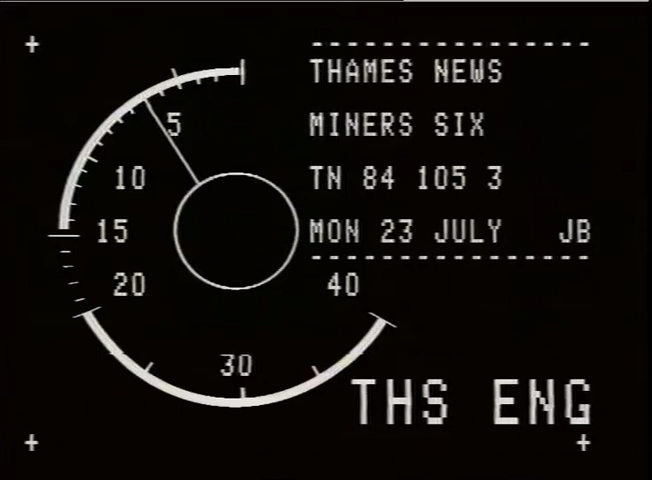 THAMES NEWS
MINERS SIX
TN 84 105 3
MON 23 JULY JB
5
10
15
20
30
40
THS ENG